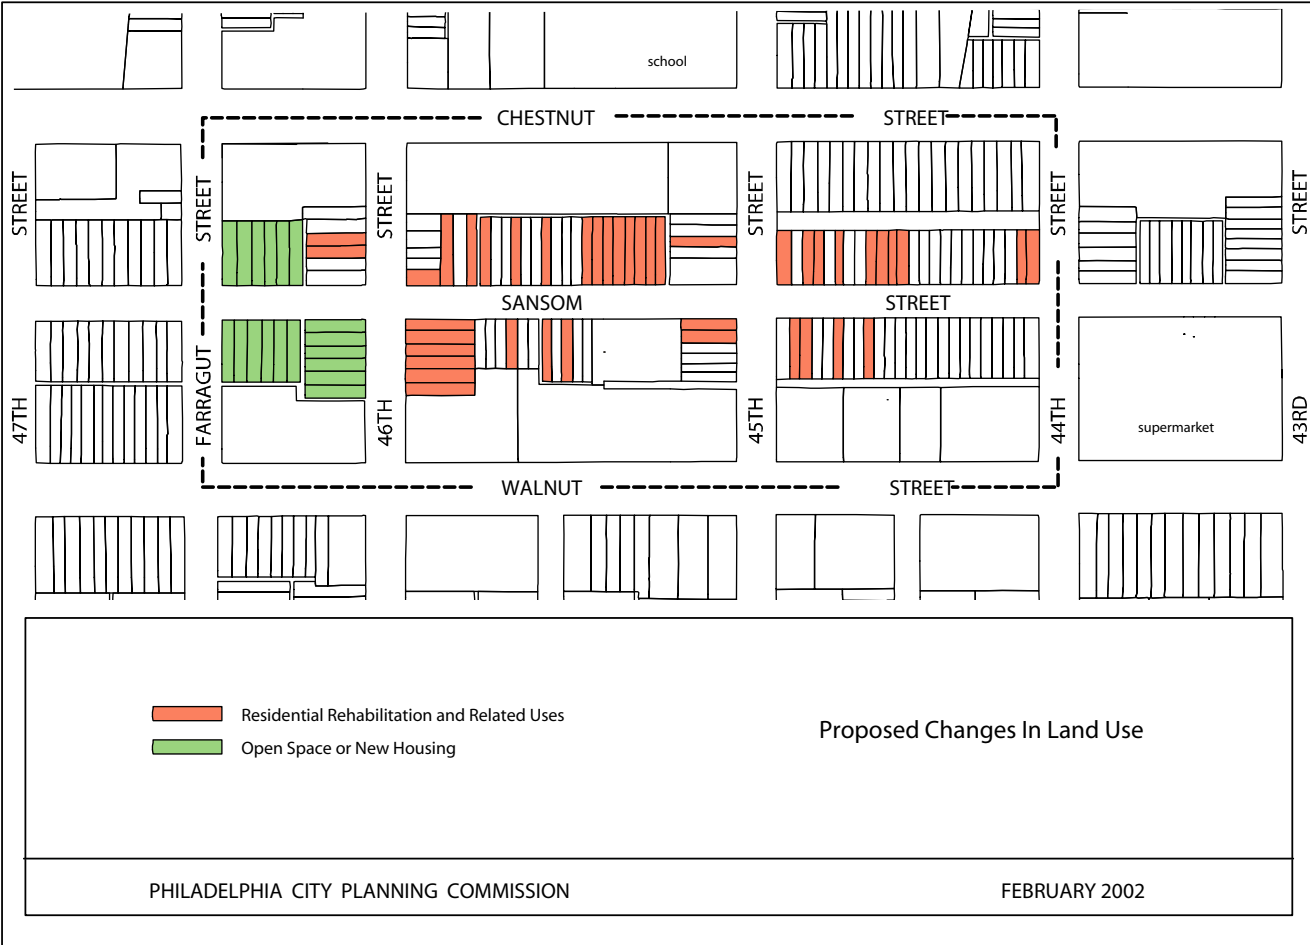 school
CHESTNUT STREET
STREET
STREET
STREET
STREET
STREET
STREET
SANSOM STREET
47TH
FARRAGUT
46TH
45TH
44TH
43RD
supermarket
WALNUT STREET
Residential Rehabilitation and Related Uses
Open Space or New Housing
Proposed Changes In Land Use
PHILADELPHIA CITY PLANNING COMMISSION
FEBRUARY 2002